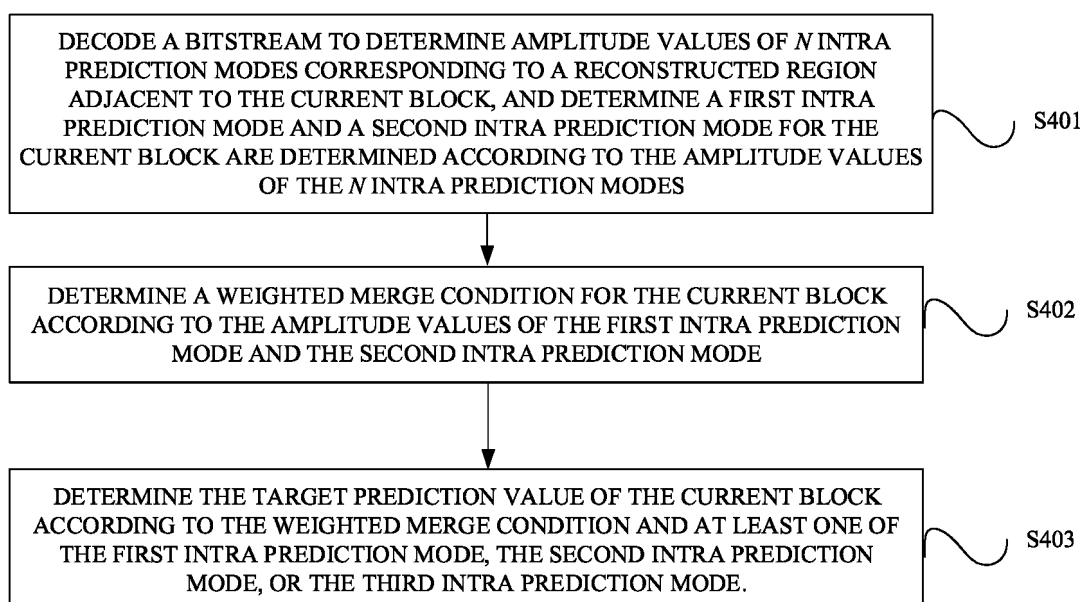 DECODE A BITSTREAM TO DETERMINE AMPLITUDE VALUES OF N INTRA
PREDICTION MODES CORRESPONDING TO A RECONSTRUCTED REGION
ADJACENT TO THE CURRENT BLOCK, AND DETERMINE A FIRST INTRA
PREDICTION MODE AND A SECOND INTRA PREDICTION MODE FOR THE
CURRENT BLOCK ARE DETERMINED ACCORDING TO THE AMPLITUDE VALUES
OF THE N INTRA PREDICTION MODES
S401
DETERMINE A WEIGHTED MERGE CONDITION FOR THE CURRENT BLOCK
ACCORDING TO THE AMPLITUDE VALUES OF THE FIRST INTRA PREDICTION
MODE AND THE SECOND INTRA PREDICTION MODE
S402
DETERMINE THE TARGET PREDICTION VALUE OF THE CURRENT BLOCK
ACCORDING TO THE WEIGHTED MERGE CONDITION AND AT LEAST ONE OF
THE FIRST INTRA PREDICTION MODE, THE SECOND INTRA PREDICTION
MODE, OR THE THIRD INTRA PREDICTION MODE.
S403